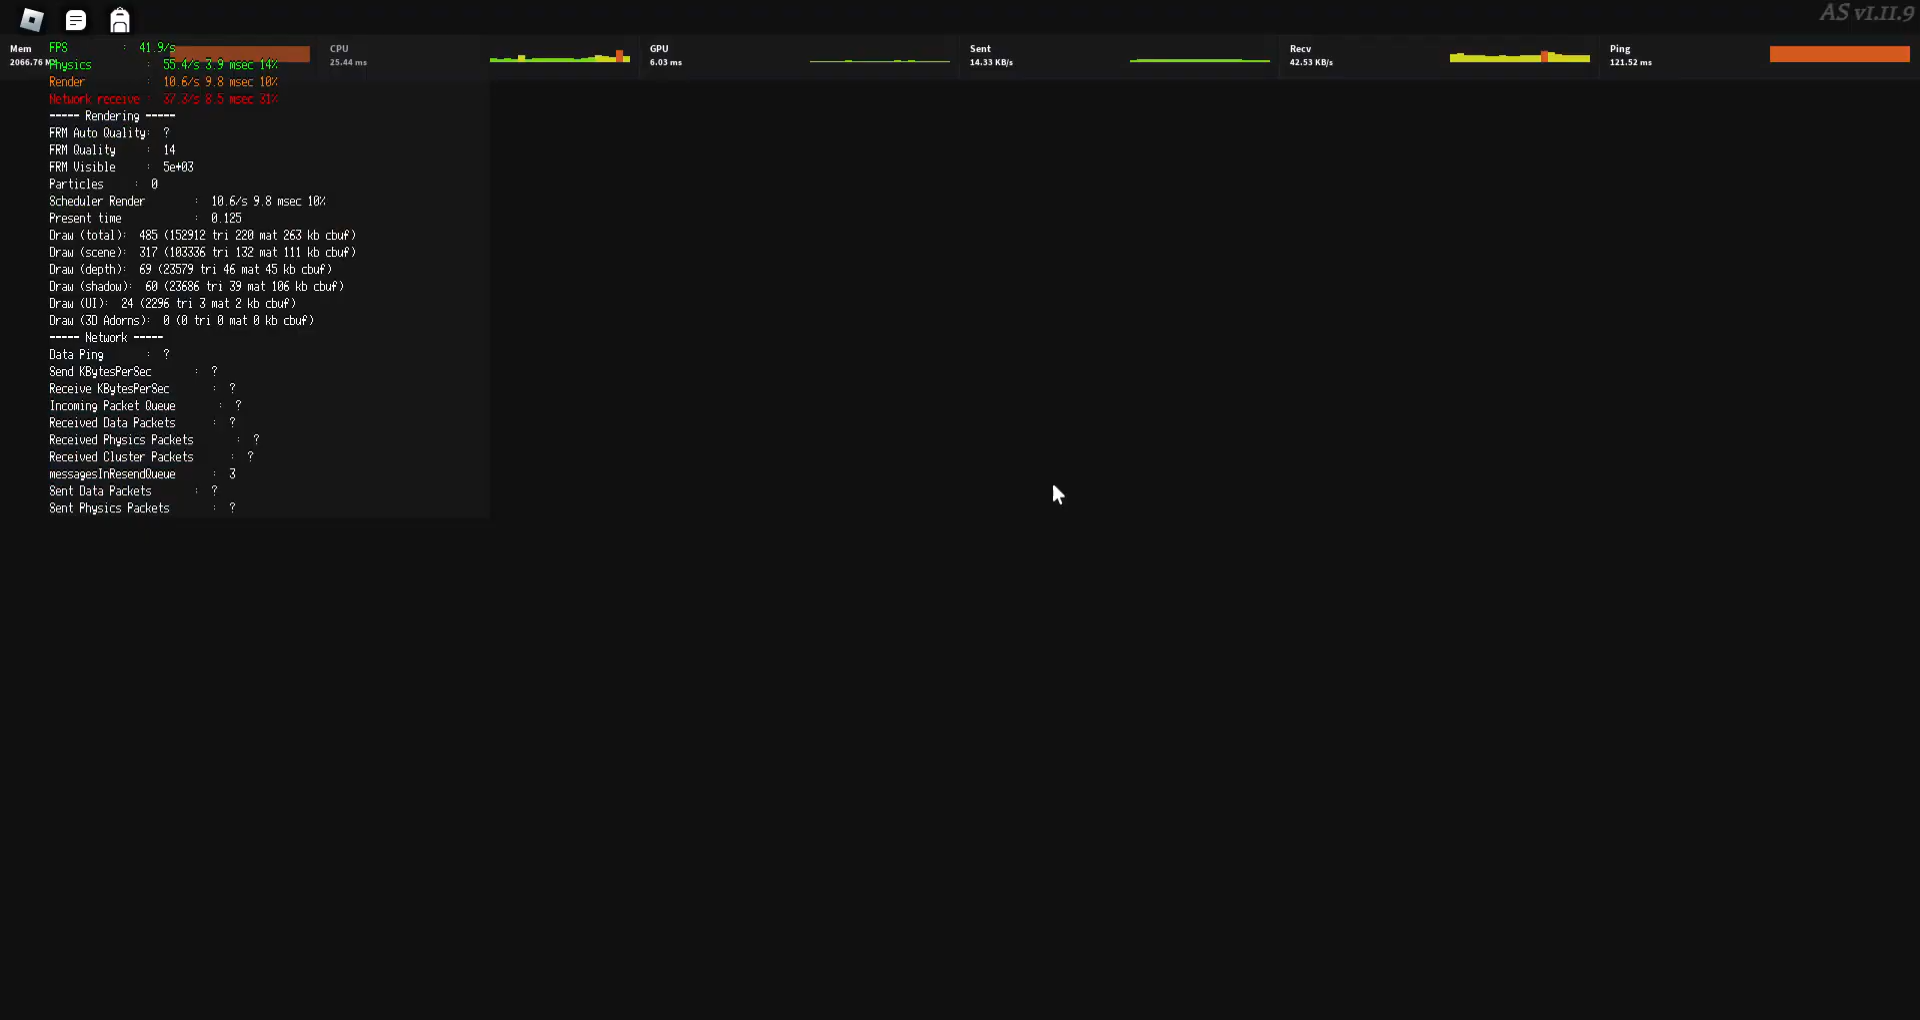 AS v1.11.9
Mem
2066.76 M
CPU
25.44 ms
GPU
6.03 ms
Sent
14.33 KB/s
Recv
42.53 KB/s
Ping
121.52 ms
FPS : 41.9/s
Physics : 55.4/s 3.9 msec 14%
Render : 10.6/s 9.8 msec 10%
Network receive : 37.3/s 8.5 msec 31%
----- Rendering -----
FRM Auto Quality: ?
FRM Quality : 14
FRM Visible : 5e+03
Particles : 0
Scheduler Render : 10.6/s 9.8 msec 10%
Present time : 0.125
Draw (total): 485 (152912 tri 220 mat 263 kb cbuf)
Draw (scene): 317 (103336 tri 132 mat 111 kb cbuf)
Draw (depth): 69 (23579 tri 46 mat 45 kb cbuf)
Draw (shadow): 60 (23686 tri 39 mat 106 kb cbuf)
Draw (UI): 24 (2296 tri 3 mat 2 kb cbuf)
Draw (3D Adorns): 0 (0 tri 0 mat 0 kb cbuf)
----- Network -----
Data Ping : ?
Send KBytesPerSec : ?
Receive KBytesPerSec : ?
Incoming Packet Queue : ?
Received Data Packets : ?
Received Physics Packets : ?
Received Cluster Packets : ?
messagesInResendQueue : 3
Sent Data Packets : ?
Sent Physics Packets : ?